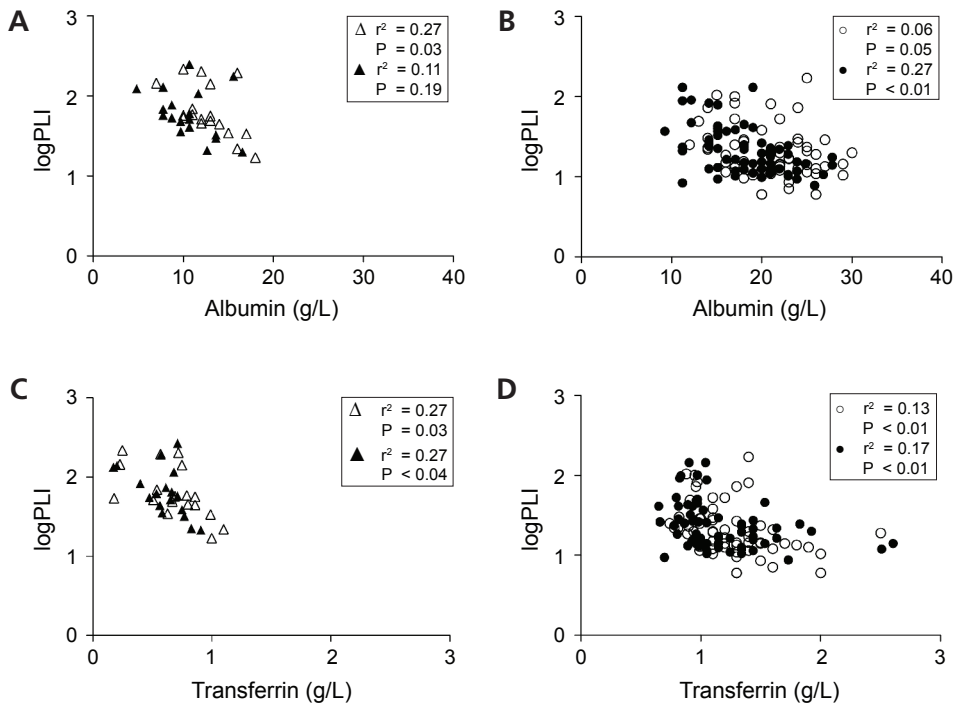 A
3
2
1
0
logPLI
0
10
20
30
40
Albumin (g/L)
r² = 0.27
P = 0.03
r² = 0.11
P = 0.19
B
3
2
1
0
logPLI
0
10
20
30
40
Albumin (g/L)
r² = 0.06
P = 0.05
r² = 0.27
P < 0.01
C
3
2
1
0
logPLI
0
1
2
3
Transferrin (g/L)
r² = 0.27
P = 0.03
r² = 0.27
P < 0.04
D
3
2
1
0
logPLI
0
1
2
3
Transferrin (g/L)
r² = 0.13
P < 0.01
r² = 0.17
P < 0.01